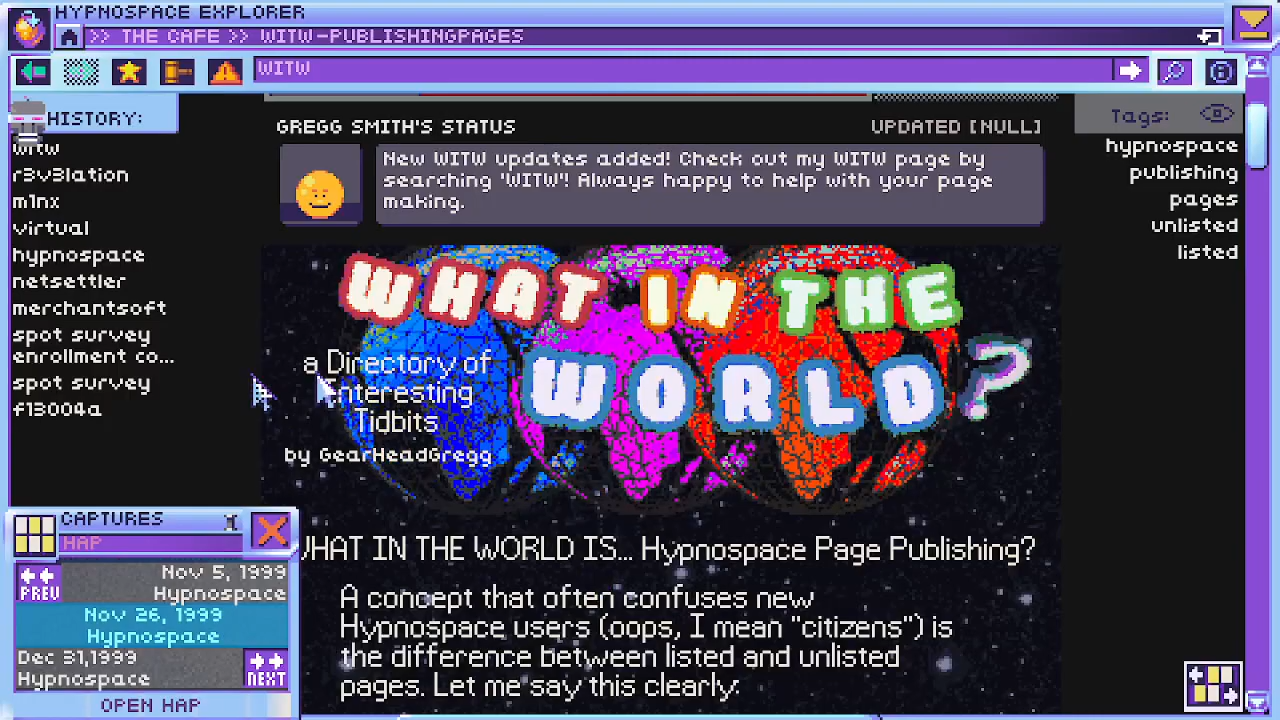 HYPNOSPACE EXPLORER
>> THE CAFE >> WITW-PUBLISHINGPAGES
WITW
HISTORY:
witw
r3v3lation
m1nx
virtual
hypnospace
netsettler
merchantsoft
spot survey
enrollment co...
spot survey
f13004a
GREGG SMITH'S STATUS
UPDATED [NULL]
New WITW updates added! Check out my WITW page by
searching "WITW"! Always happy to help with your page
making.
Tags:
hypnospace
publishing
pages
unlisted
listed
WHAT IN THE
WORLD?
a Directory of
Interesting
Tidbits
by GearHeadGregg
WHAT IN THE WORLD IS... Hypnospace Page Publishing?
A concept that often confuses new
Hypnospace users (oops, I mean "citizens") is
the difference between listed and unlisted
pages. Let me say this clearly:
CAPTURES
HAP
PREV
Nov 5, 1999
Hypnospace
Nov 26, 1999
Hypnospace
Dec 31,1999
Hypnospace
NEXT
OPEN HAP